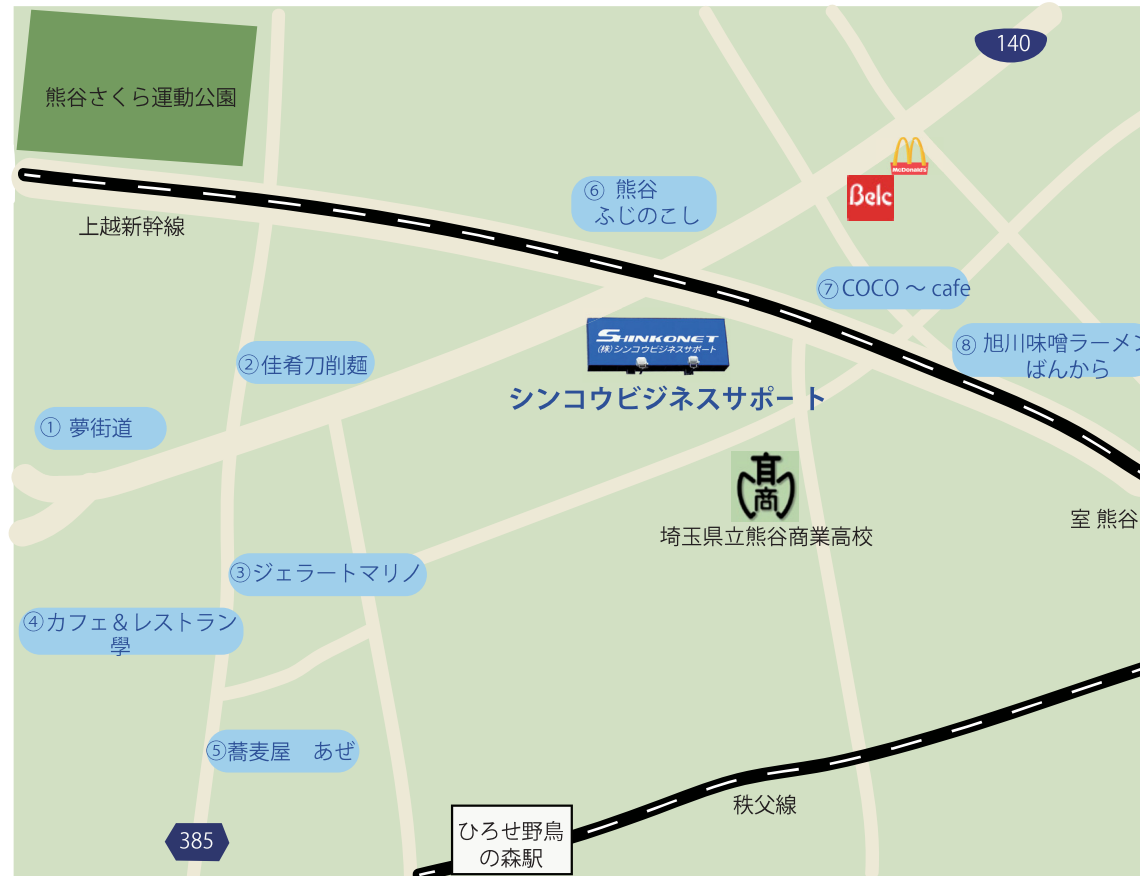 140
熊谷さくら運動公園
McDonald's
Belc
⑥ 熊谷
ふじのこし
上越新幹線
⑦COCO～cafe
SHINKONET
(株)シンコウビジネスサポート
⑧ 旭川味噌ラーメン
ばんから
②佳肴刀削麺
シンコウビジネスサポート
① 夢街道
高
商
室 熊谷
埼玉県立熊谷商業高校
③ジェラートマリノ
④カフェ＆レストラン
學
⑤蕎麦屋　あぜ
秩父線
385
ひろせ野鳥
の森駅